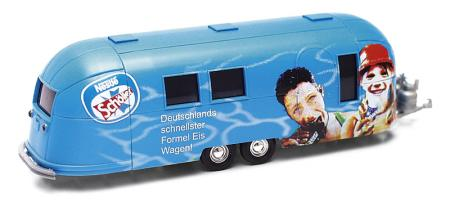 Nestlé
Schöller
Deutschlands
schnellster
Formel Eis
Wagen!